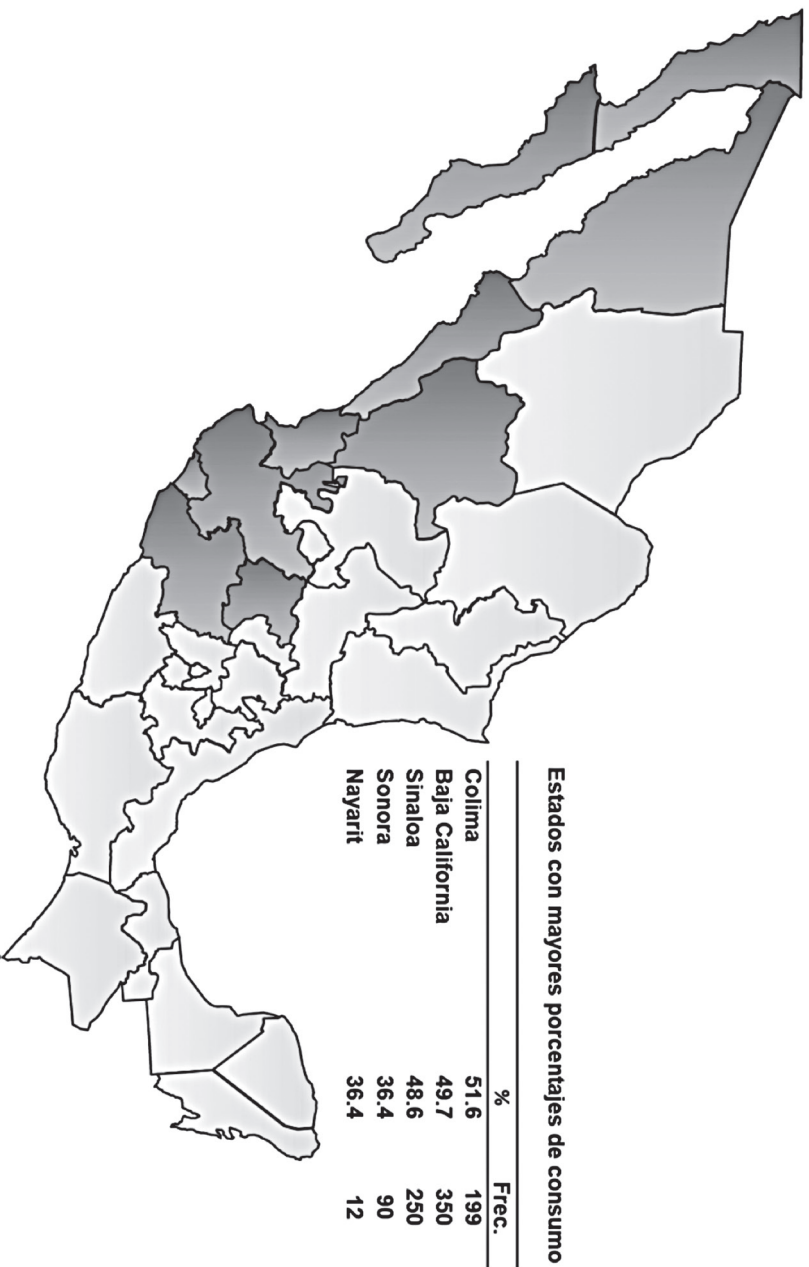 Estados con mayores porcentajes de consumo
% Frec.
Colima 51.6 199
Baja California 49.7 350
Sinaloa 48.6 250
Sonora 36.4 90
Nayarit 36.4 12